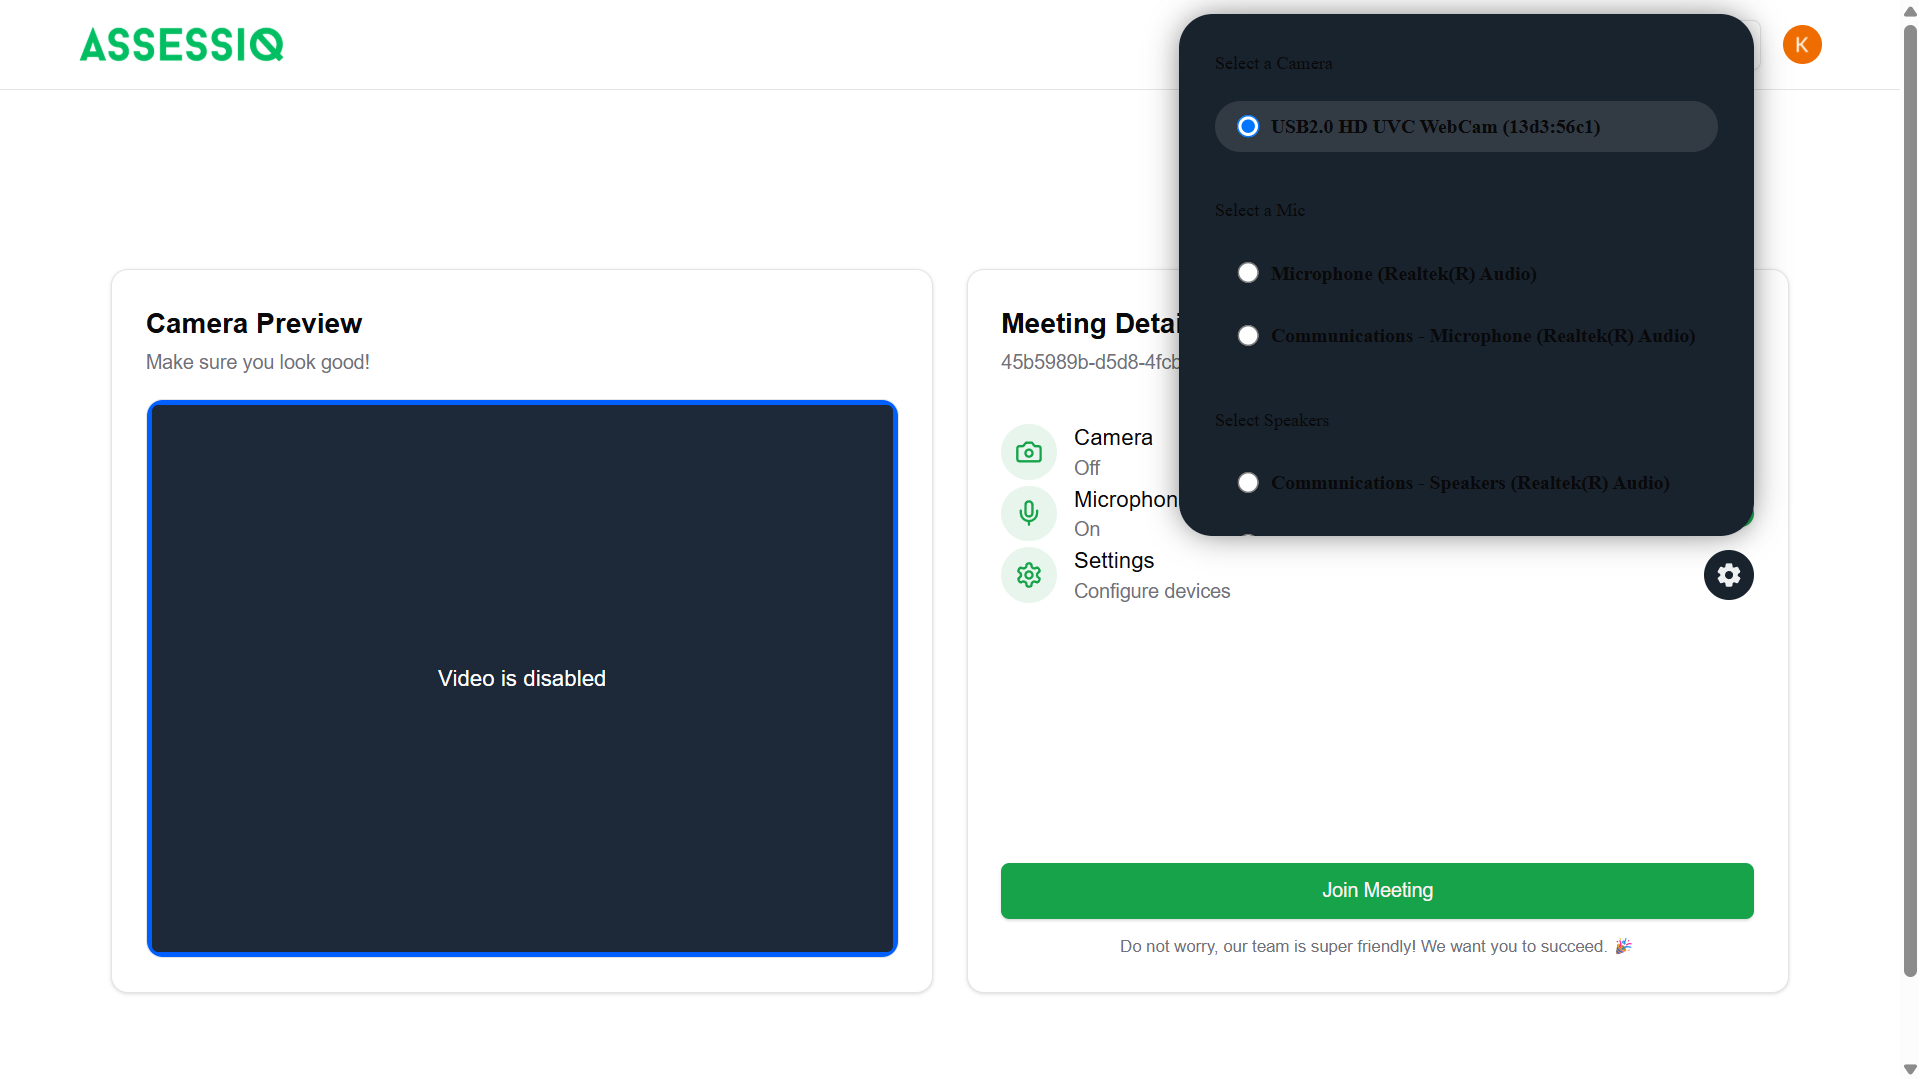 ASSESSIQ
K
Select a Camera
USB2.0 HD UVC WebCam (13d3:56c1)
Select a Mic
Microphone (Realtek(R) Audio)
Communications - Microphone (Realtek(R) Audio)
Select Speakers
Communications - Speakers (Realtek(R) Audio)
Camera Preview
Make sure you look good!
Video is disabled
Meeting Detai
45b5989b-d5d8-4fcb
Camera
Off
Microphon
On
Settings
Configure devices
Join Meeting
Do not worry, our team is super friendly! We want you to succeed. 🎉